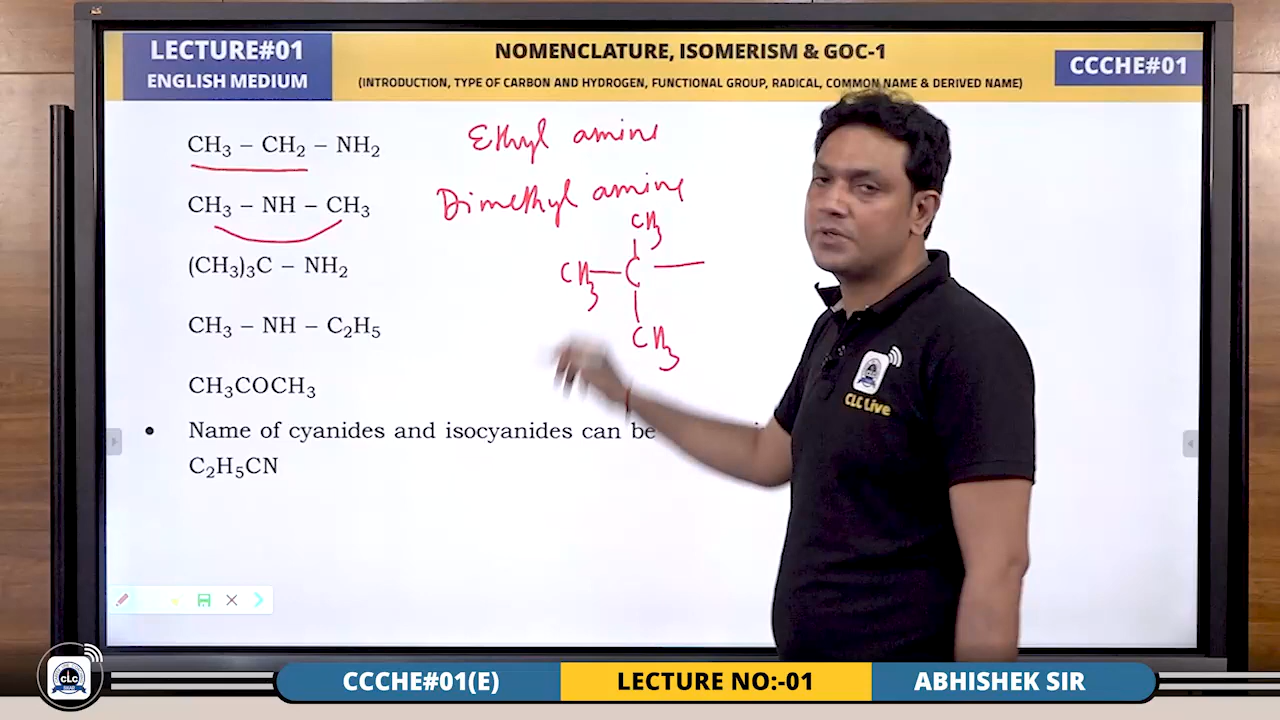 LECTURE#01
ENGLISH MEDIUM
NOMENCLATURE, ISOMERISM & GOC-1
(INTRODUCTION, TYPE OF CARBON AND HYDROGEN, FUNCTIONAL GROUP, RADICAL, COMMON NAME & DERIVED NAME)
CCCHE#01
CH₃ – CH₂ – NH₂ Ethyl amine
CH₃ – NH – CH₃ Dimethyl amine
CH₃
(CH₃)₃C – NH₂ CH₃ — C —
CH₃ – NH – C₂H₅ CH₃
CH₃COCH₃
• Name of cyanides and isocyanides can be
C₂H₅CN
CLC Live
CLC
CCCHE#01(E)
LECTURE NO:-01
ABHISHEK SIR